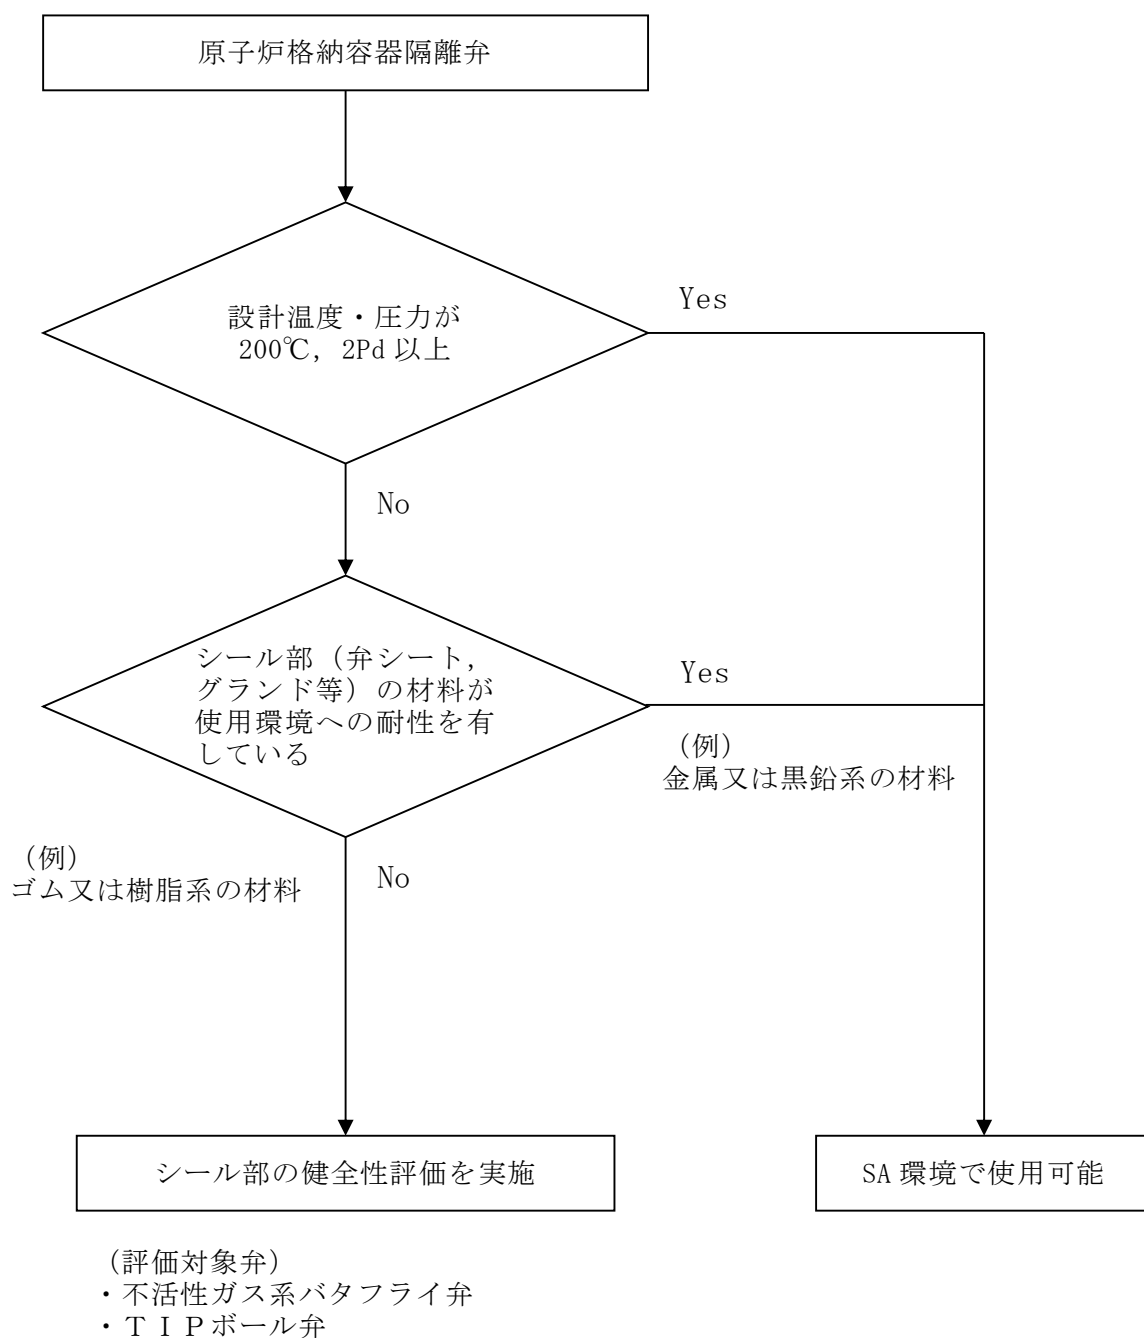 原子炉格納容器隔離弁
設計温度・圧力が
200℃, 2Pd 以上
Yes
No
シール部（弁シート,
グランド等）の材料が
使用環境への耐性を有
している
Yes
（例）
金属又は黒鉛系の材料
（例）
ゴム又は樹脂系の材料
No
シール部の健全性評価を実施
SA 環境で使用可能
（評価対象弁）
・不活性ガス系バタフライ弁
・ＴＩＰボール弁